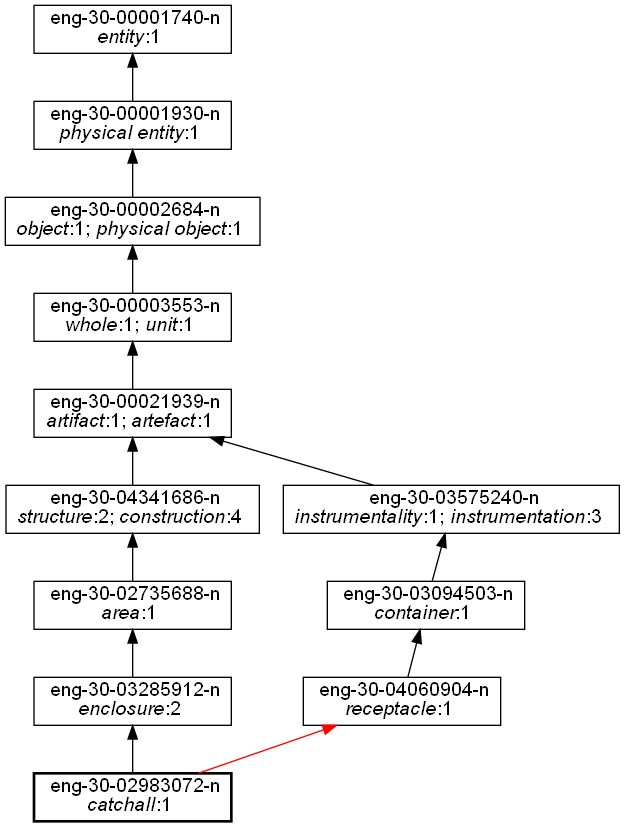 eng-30-00001740-n
entity:1
eng-30-00001930-n
physical entity:1
eng-30-00002684-n
object:1; physical object:1
eng-30-00003553-n
whole:1; unit:1
eng-30-00021939-n
artifact:1; artefact:1
eng-30-04341686-n
structure:2; construction:4
eng-30-03575240-n
instrumentality:1; instrumentation:3
eng-30-02735688-n
area:1
eng-30-03094503-n
container:1
eng-30-03285912-n
enclosure:2
eng-30-04060904-n
receptacle:1
eng-30-02983072-n
catchall:1